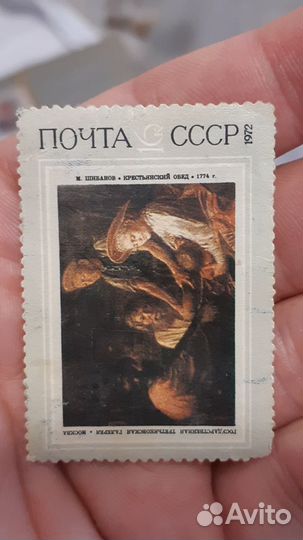 ПОЧТА СССР
1972
М. ШИБАНОВ • КРЕСТЬЯНСКИЙ ОБЕД • 1774 г.
ГОСУДАРСТВЕННАЯ ТРЕТЬЯКОВСКАЯ ГАЛЕРЕЯ • МОСКВА
Avito